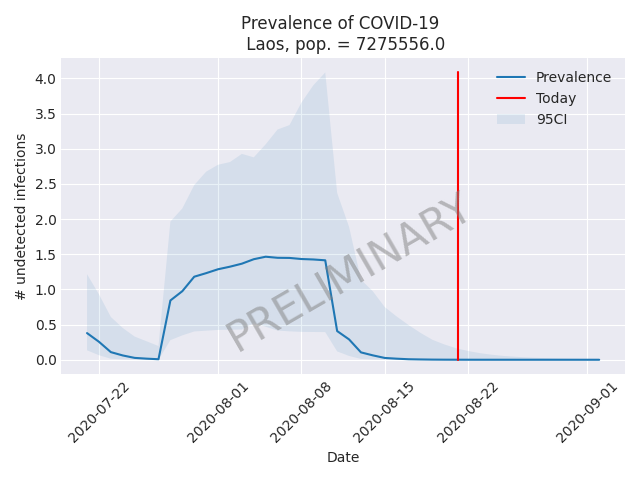 Prevalence of COVID-19
Laos, pop. = 7275556.0
4.0
3.5
3.0
2.5
2.0
1.5
1.0
0.5
0.0
# undetected infections
Prevalence
Today
95CI
PRELIMINARY
2020-07-22
2020-08-01
2020-08-08
2020-08-15
2020-08-22
2020-09-01
Date